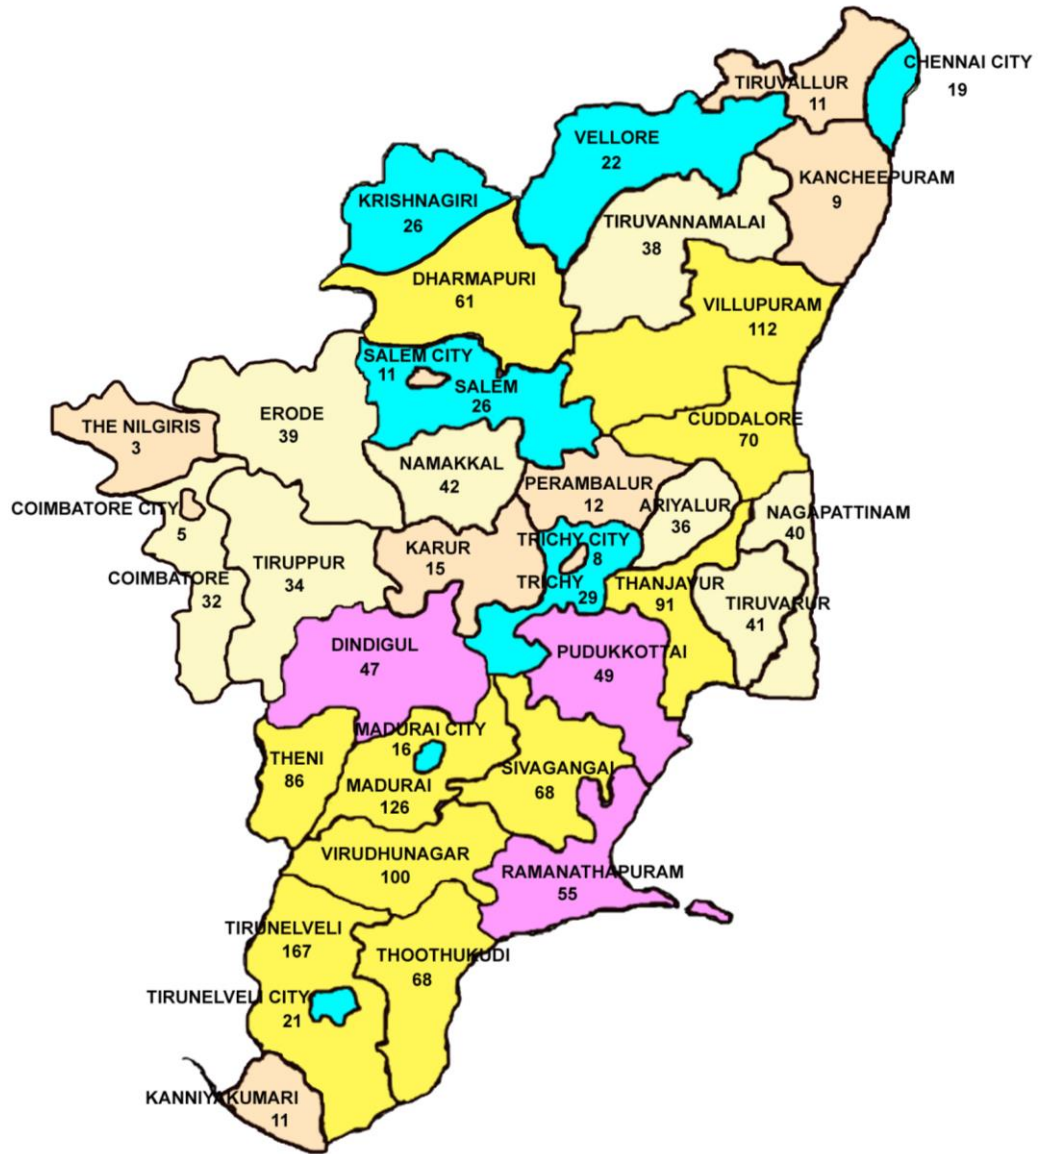 CHENNAI CITY
19
TIRUVALLUR
11
VELLORE
22
KANCHEEPURAM
9
KRISHNAGIRI
26
TIRUVANNAMALAI
38
DHARMAPURI
61
VILLUPURAM
112
SALEM CITY
11
SALEM
26
THE NILGIRIS
3
ERODE
39
CUDDALORE
70
NAMAKKAL
42
PERAMBALUR
12
ARIYALUR
36
NAGAPATTINAM
40
COIMBATORE CITY
5
KARUR
15
TRICHY CITY
8
TIRUPPUR
34
COIMBATORE
32
TRICHY
29
THANJAVUR
91
TIRUVARUR
41
DINDIGUL
47
PUDUKKOTTAI
49
MADURAI CITY
16
THENI
86
MADURAI
126
SIVAGANGAI
68
VIRUDHUNAGAR
100
RAMANATHAPURAM
55
TIRUNELVELI
167
THOOTHUKUDI
68
TIRUNELVELI CITY
21
KANNIYAKUMARI
11